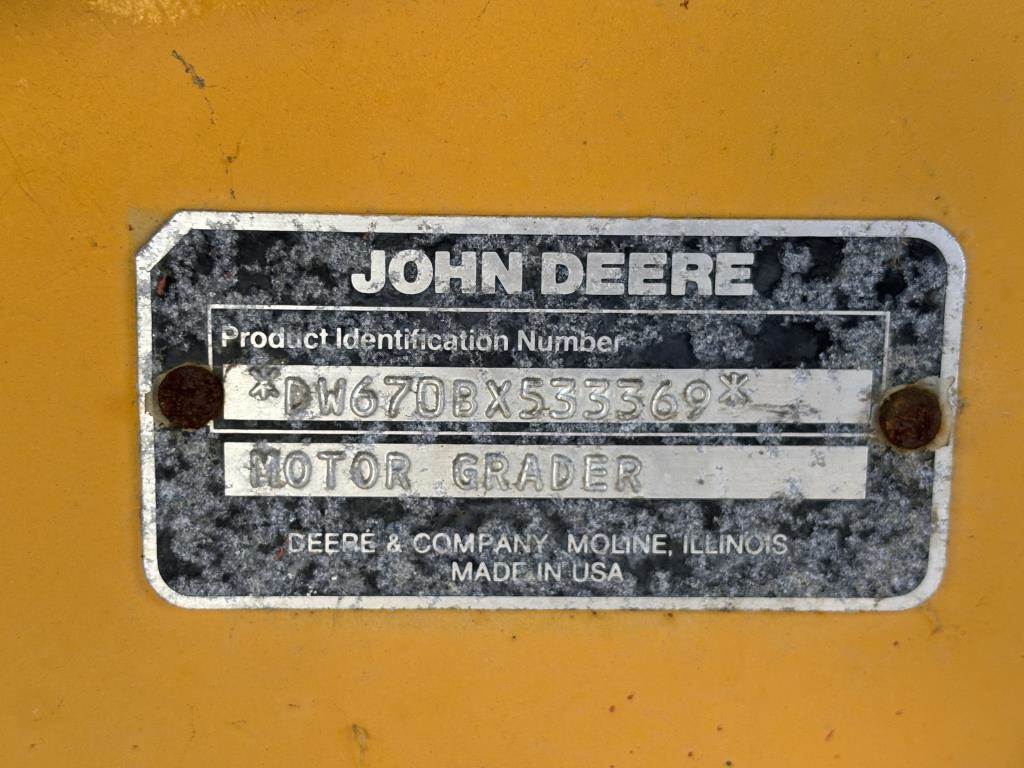 JOHN DEERE
Product Identification Number
*DW670BX533369*
MOTOR GRADER
DEERE & COMPANY MOLINE, ILLINOIS
MADE IN USA